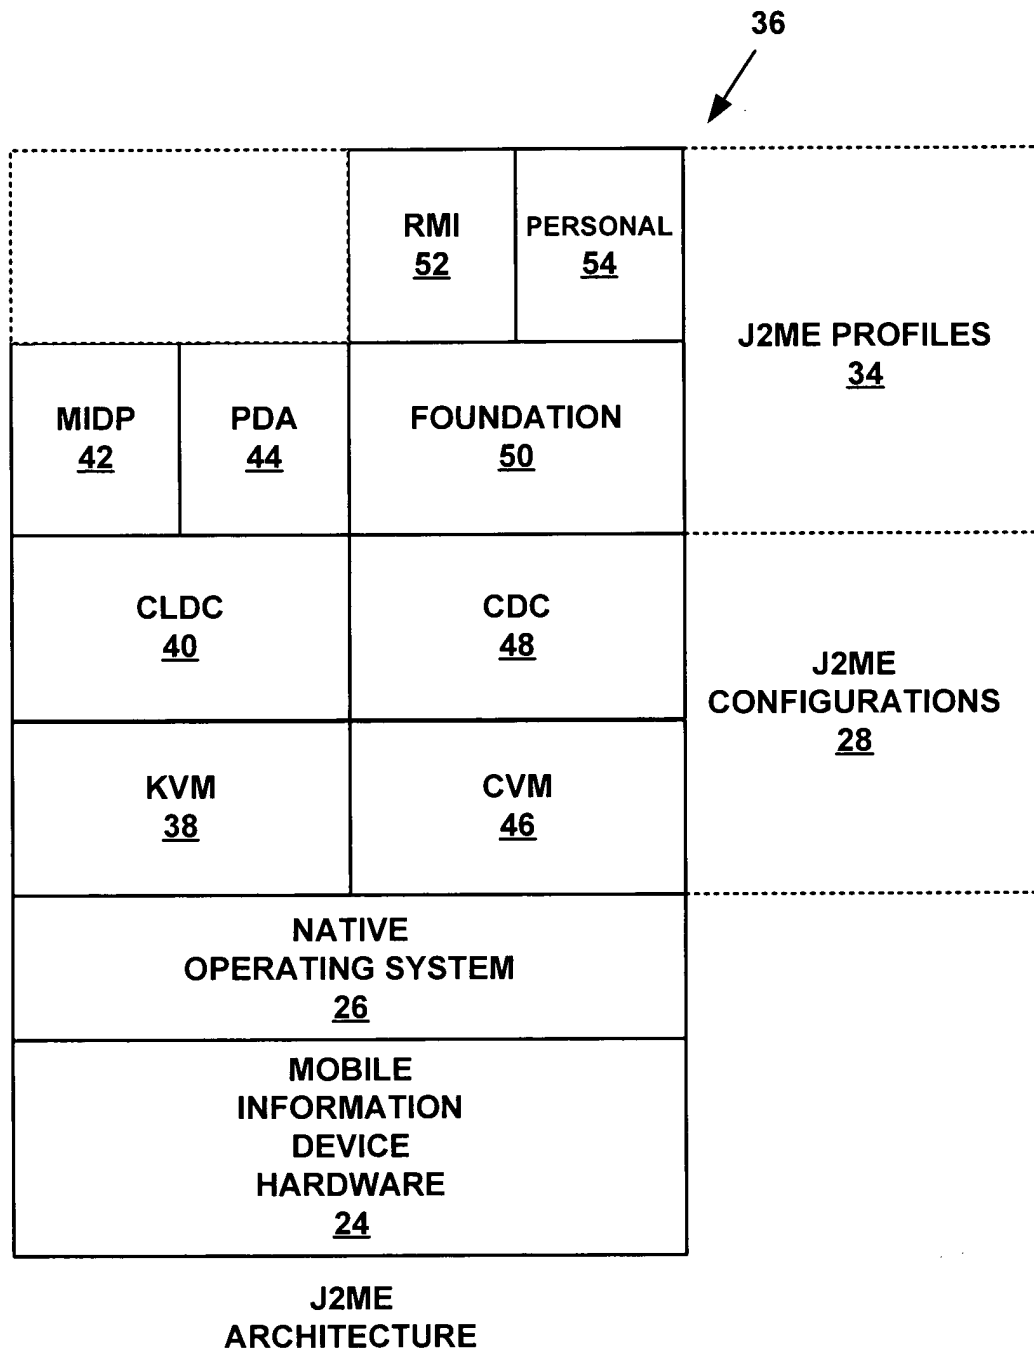 36
RMI
52
PERSONAL
54
J2ME PROFILES
34
MIDP
42
PDA
44
FOUNDATION
50
CLDC
40
CDC
48
J2ME
CONFIGURATIONS
28
KVM
38
CVM
46
NATIVE
OPERATING SYSTEM
26
MOBILE
INFORMATION
DEVICE
HARDWARE
24
J2ME
ARCHITECTURE